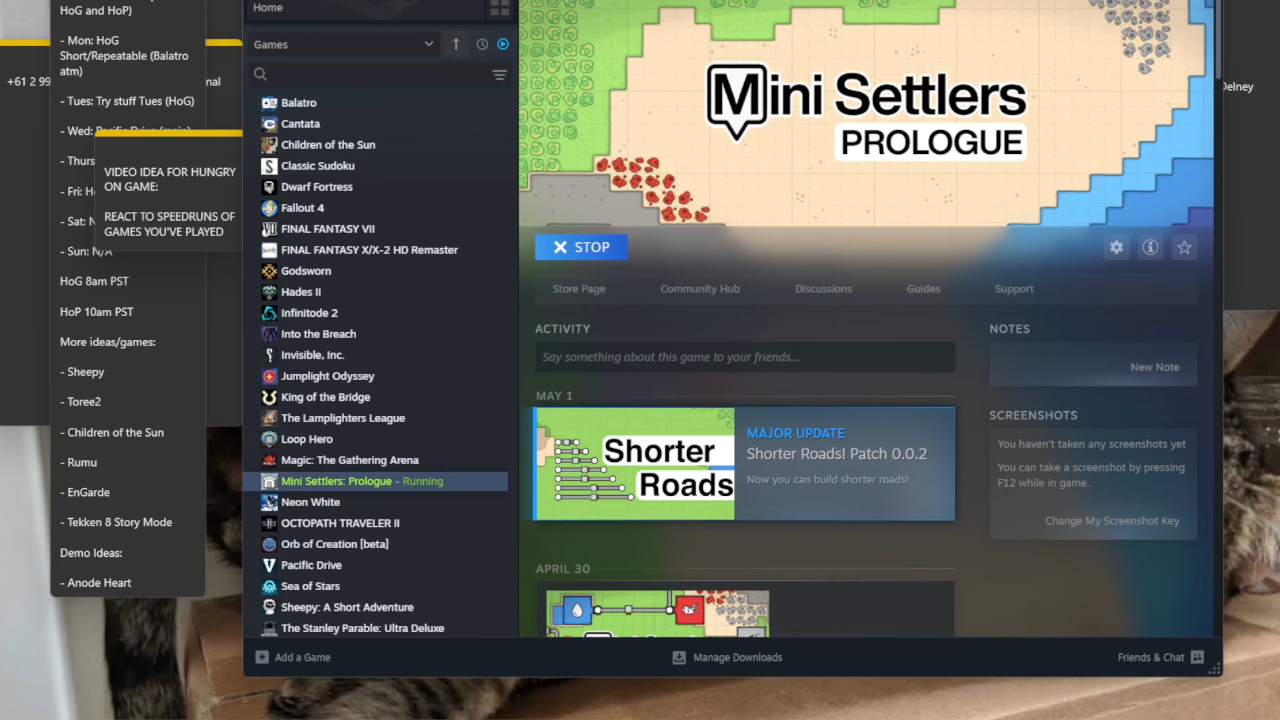 HoG and HoP)
- Mon: HoG
Short/Repeatable (Balatro
atm)
- Tues: Try stuff Tues (HoG)
- Wed: Pacific Drive (main)
- Thurs
- Fri: H
- Sat: N
- Sun: N/A
HoG 8am PST
HoP 10am PST
More ideas/games:
- Sheepy
- Toree2
- Children of the Sun
- Rumu
- EnGarde
- Tekken 8 Story Mode
Demo Ideas:
- Anode Heart
+61 2 99
nal
VIDEO IDEA FOR HUNGRY
ON GAME:
REACT TO SPEEDRUNS OF
GAMES YOU'VE PLAYED
Home
Games
Balatro
Cantata
Children of the Sun
Classic Sudoku
Dwarf Fortress
Fallout 4
FINAL FANTASY VII
FINAL FANTASY X/X-2 HD Remaster
Godsworn
Hades II
Infinitode 2
Into the Breach
Invisible, Inc.
Jumplight Odyssey
King of the Bridge
The Lamplighters League
Loop Hero
Magic: The Gathering Arena
Mini Settlers: Prologue - Running
Neon White
OCTOPATH TRAVELER II
Orb of Creation [beta]
Pacific Drive
Sea of Stars
Sheepy: A Short Adventure
The Stanley Parable: Ultra Deluxe
Mini Settlers
PROLOGUE
STOP
Store Page
Community Hub
Discussions
Guides
Support
ACTIVITY
Say something about this game to your friends...
MAY 1
Shorter
Roads
MAJOR UPDATE
Shorter Roads! Patch 0.0.2
Now you can build shorter roads!
APRIL 30
NOTES
New Note
SCREENSHOTS
You haven't taken any screenshots yet
You can take a screenshot by pressing
F12 while in game.
Change My Screenshot Key
Add a Game
Manage Downloads
Friends & Chat
Delney